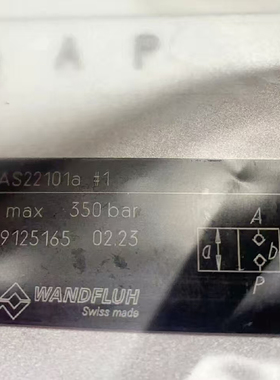 A P
AS22101a #1
max 350 bar
9125165 02.23
A
a b
P
WANDFLUH
Swiss made